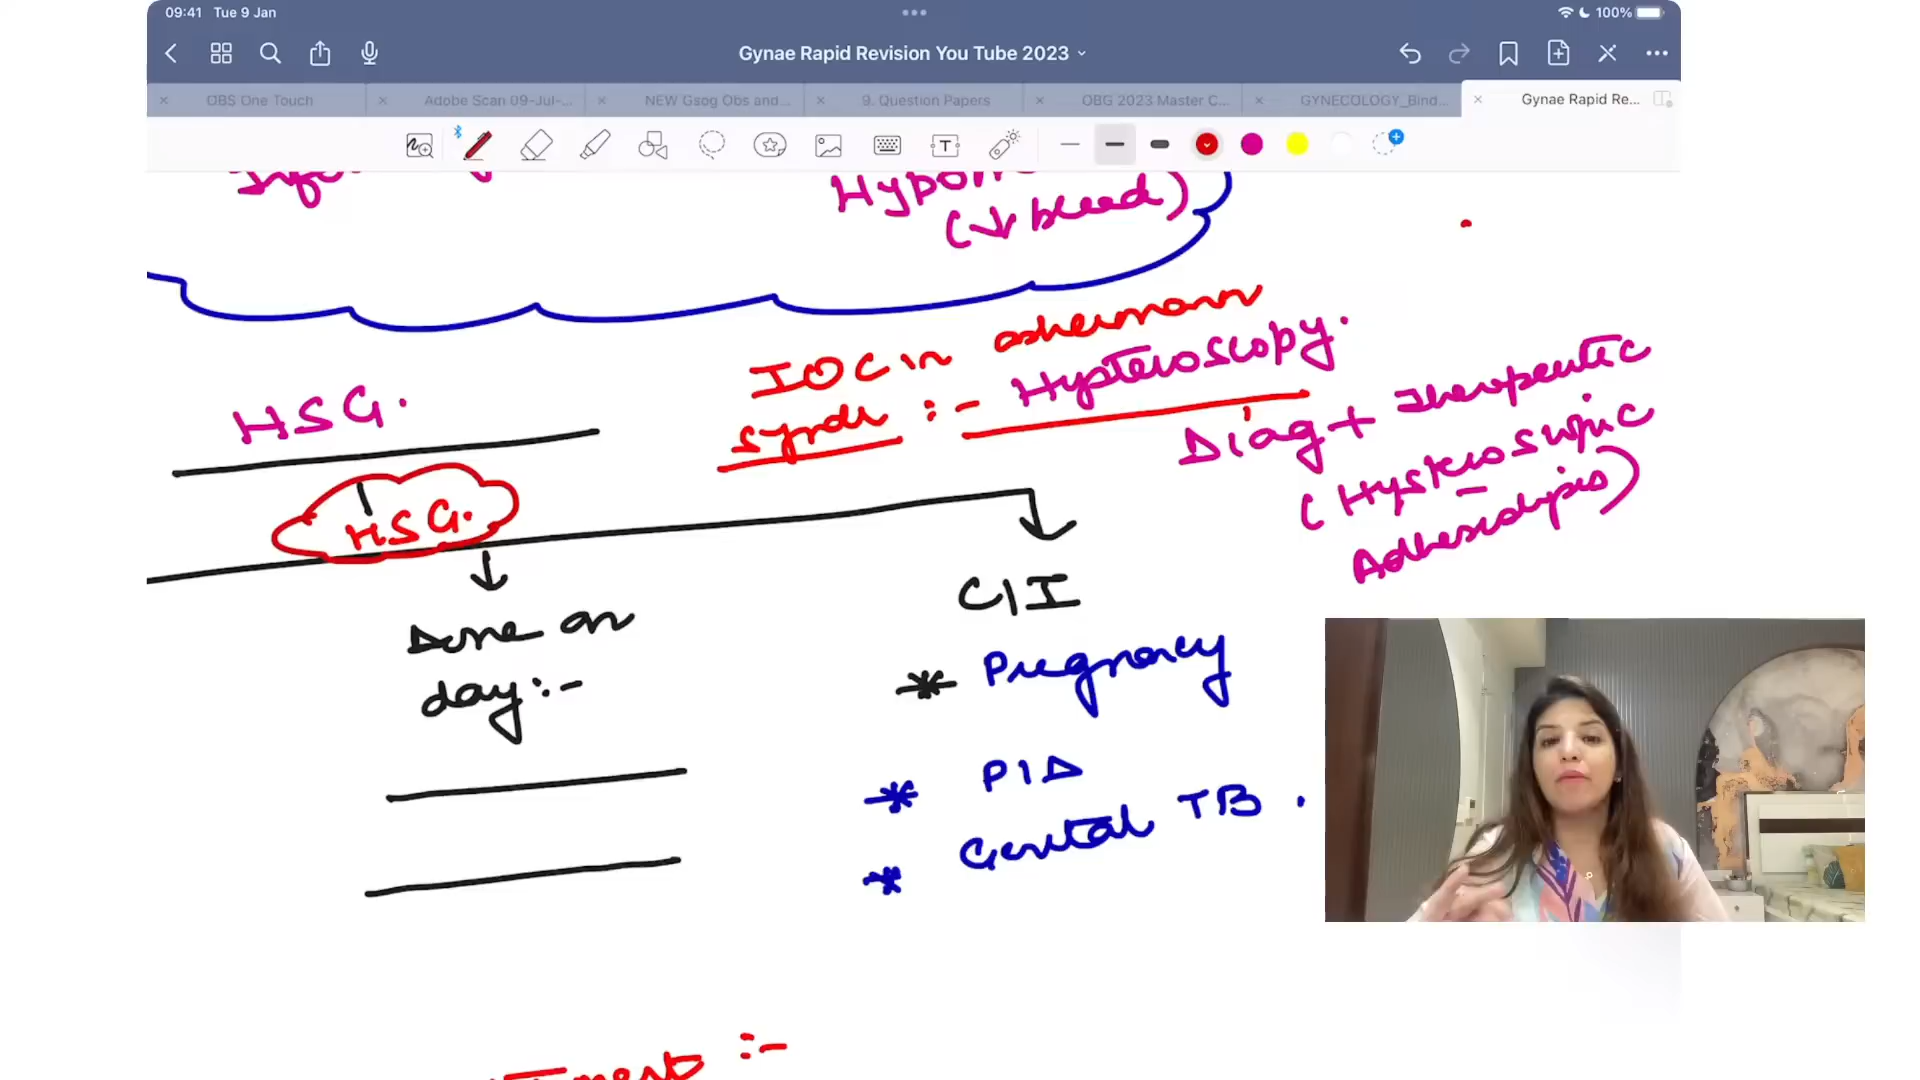 09:41 Tue 9 Jan
100%
Gynae Rapid Revision You Tube 2023
OBS One Touch
Adobe Scan 09-Jul-...
NEW Gsog Obs and...
9. Question Papers
OBG 2023 Master C...
GYNECOLOGY_Bind...
Gynae Rapid Re...
(↓ bleed)
IOC in ashermann
syndr :- Hysteroscopy.
Diag + Therapeutic
(Hysteroscopic
Adhesiolysis)
HSG.
HSG.
Done on
day :-
C/I
* Pregnancy
* PID
* Genital TB.